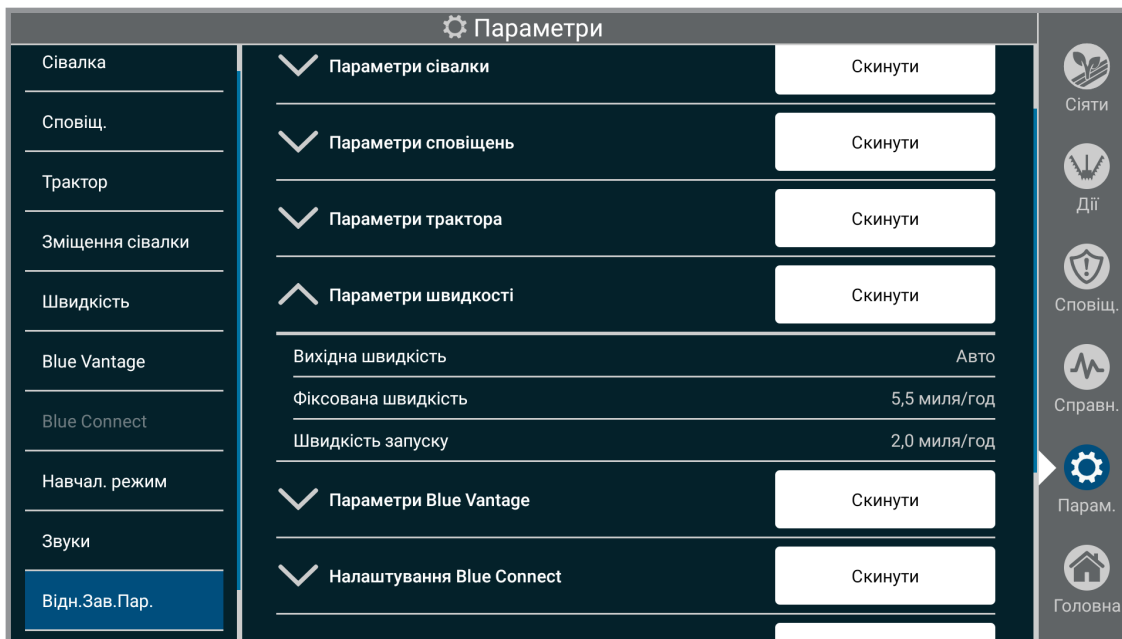 Параметри
Сівалка
Сповіщ.
Трактор
Зміщення сівалки
Швидкість
Blue Vantage
Blue Connect
Навчал. режим
Звуки
Відн.Зав.Пар.
Параметри сівалки
Скинути
Параметри сповіщень
Скинути
Параметри трактора
Скинути
Параметри швидкості
Скинути
Вихідна швидкість
Авто
Фіксована швидкість
5,5 миля/год
Швидкість запуску
2,0 миля/год
Параметри Blue Vantage
Скинути
Налаштування Blue Connect
Скинути
Сіяти
Дії
Сповіщ.
Справн.
Парам.
Головна